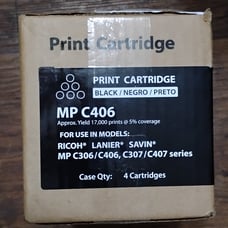 Print Cartridge
PRINT CARTRIDGE
BLACK / NEGRO / PRETO
MP C406
Approx. Yield 17,000 prints @ 5% coverage
FOR USE IN MODELS:
RICOH® LANIER® SAVIN®
MP C306/C406, C307/C407 series
Case Qty: 4 Cartridges